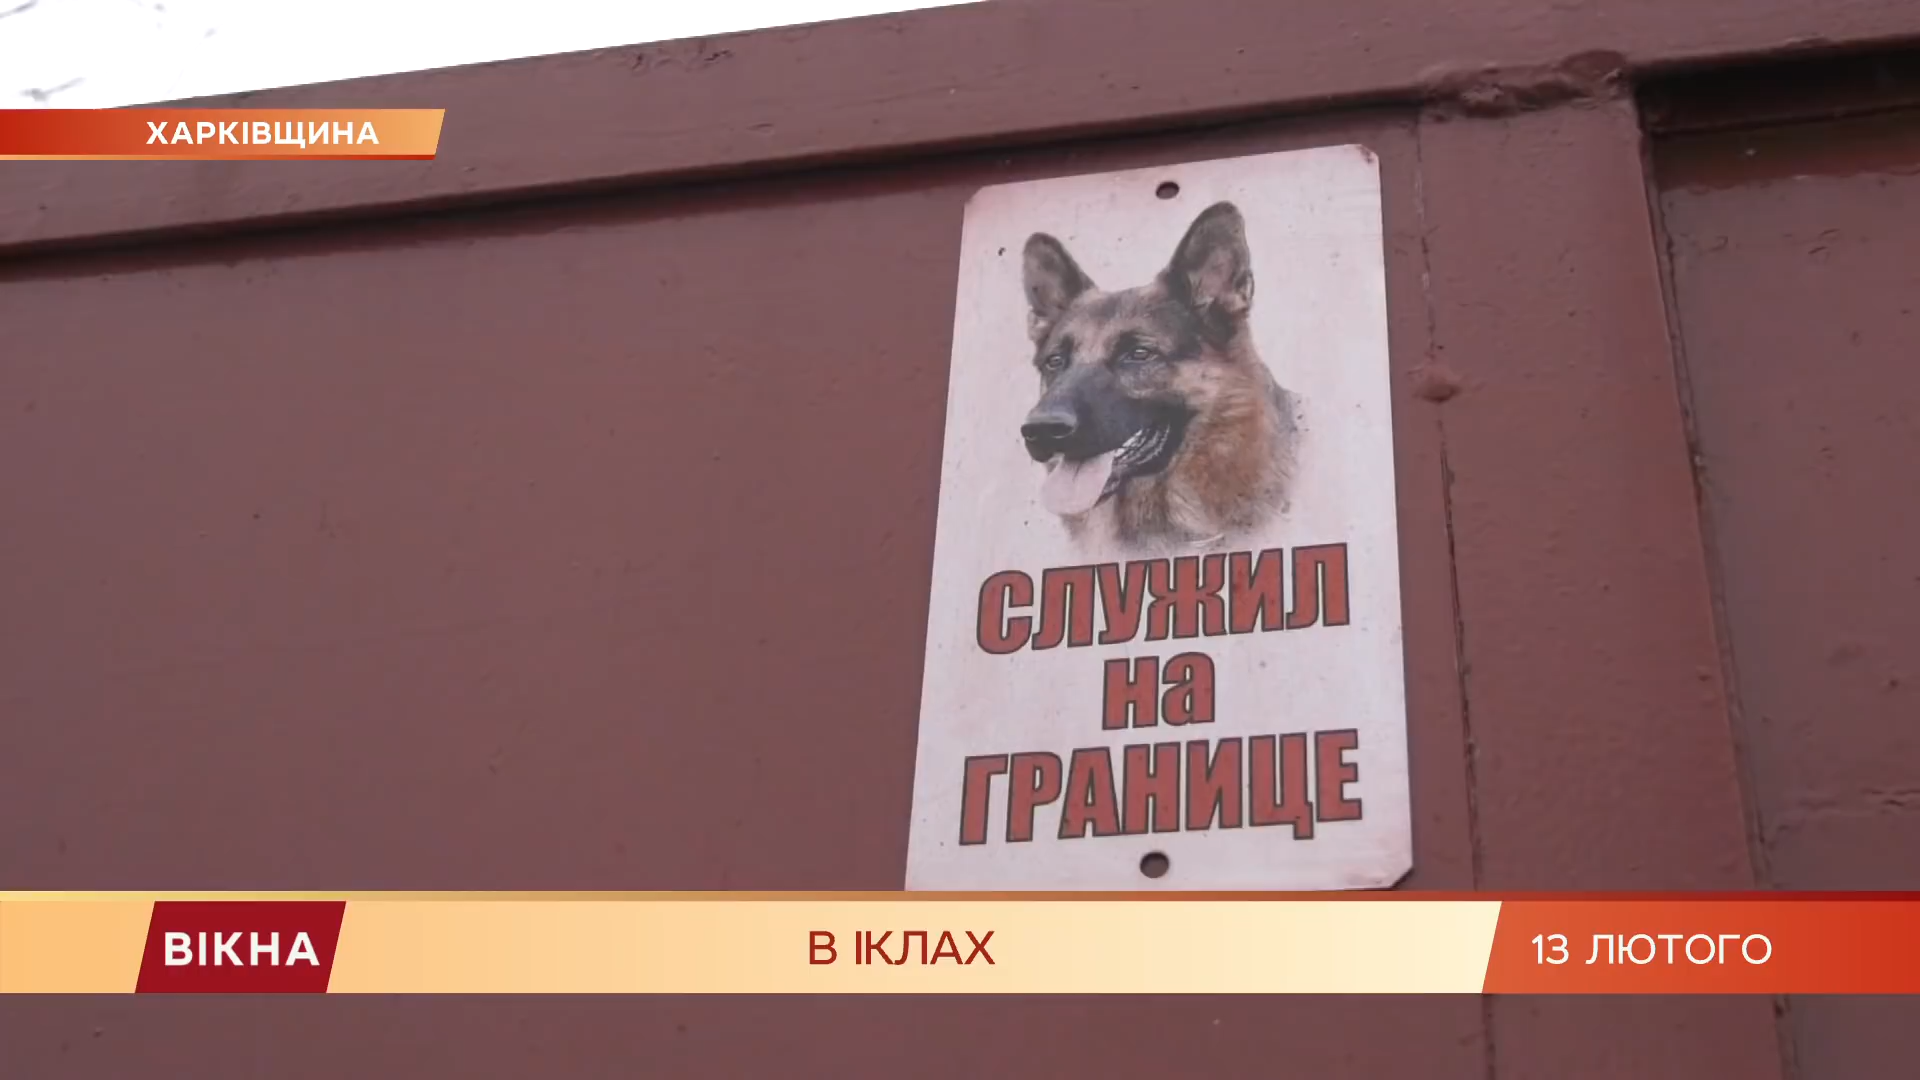 ХАРКІВЩИНА
СЛУЖИЛ
на
ГРАНИЦЕ
ВІКНА
В ІКЛАХ
13 ЛЮТОГО